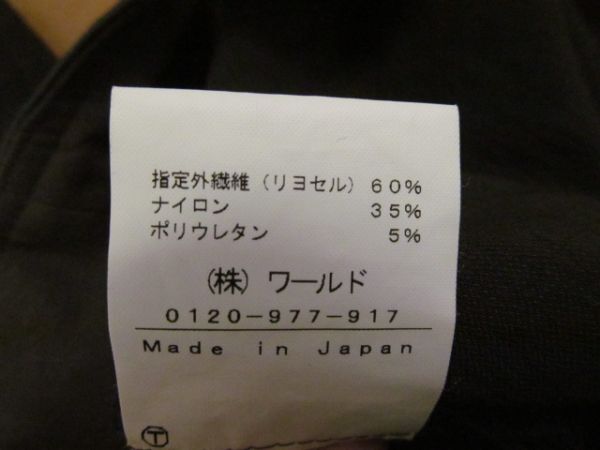 指定外繊維（リヨセル） 60%
ナイロン 35%
ポリウレタン 5%
(株) ワールド
0120-977-917
Made in Japan
Ⓣ